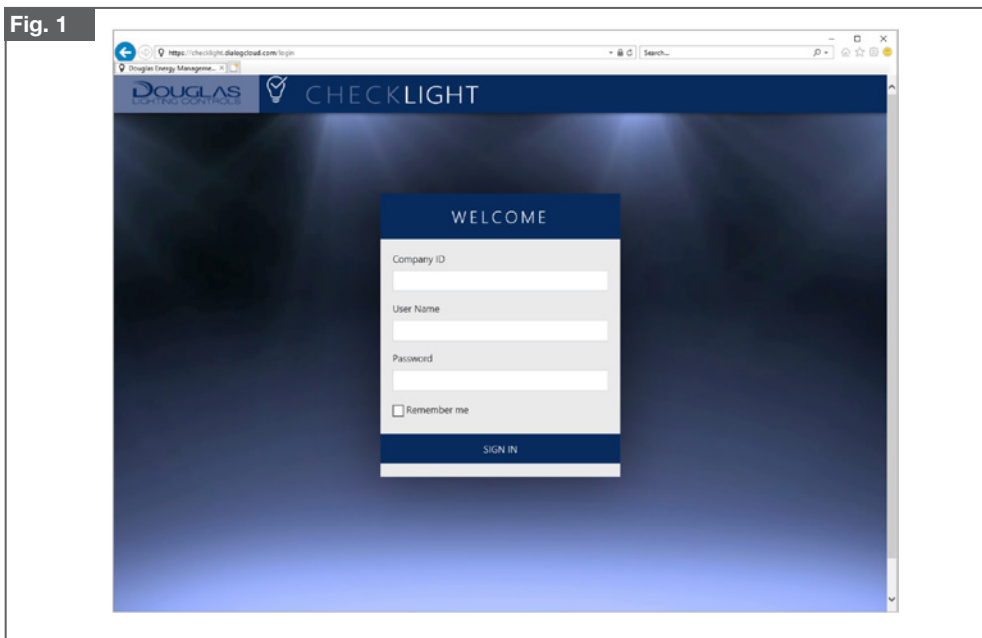 Fig. 1
https://checklight.dialogcloud.com/login
Search...
Douglas Energy Manageme...
DOUGLAS
LIGHTING CONTROLS
CHECKLIGHT
WELCOME
Company ID
User Name
Password
Remember me
SIGN IN